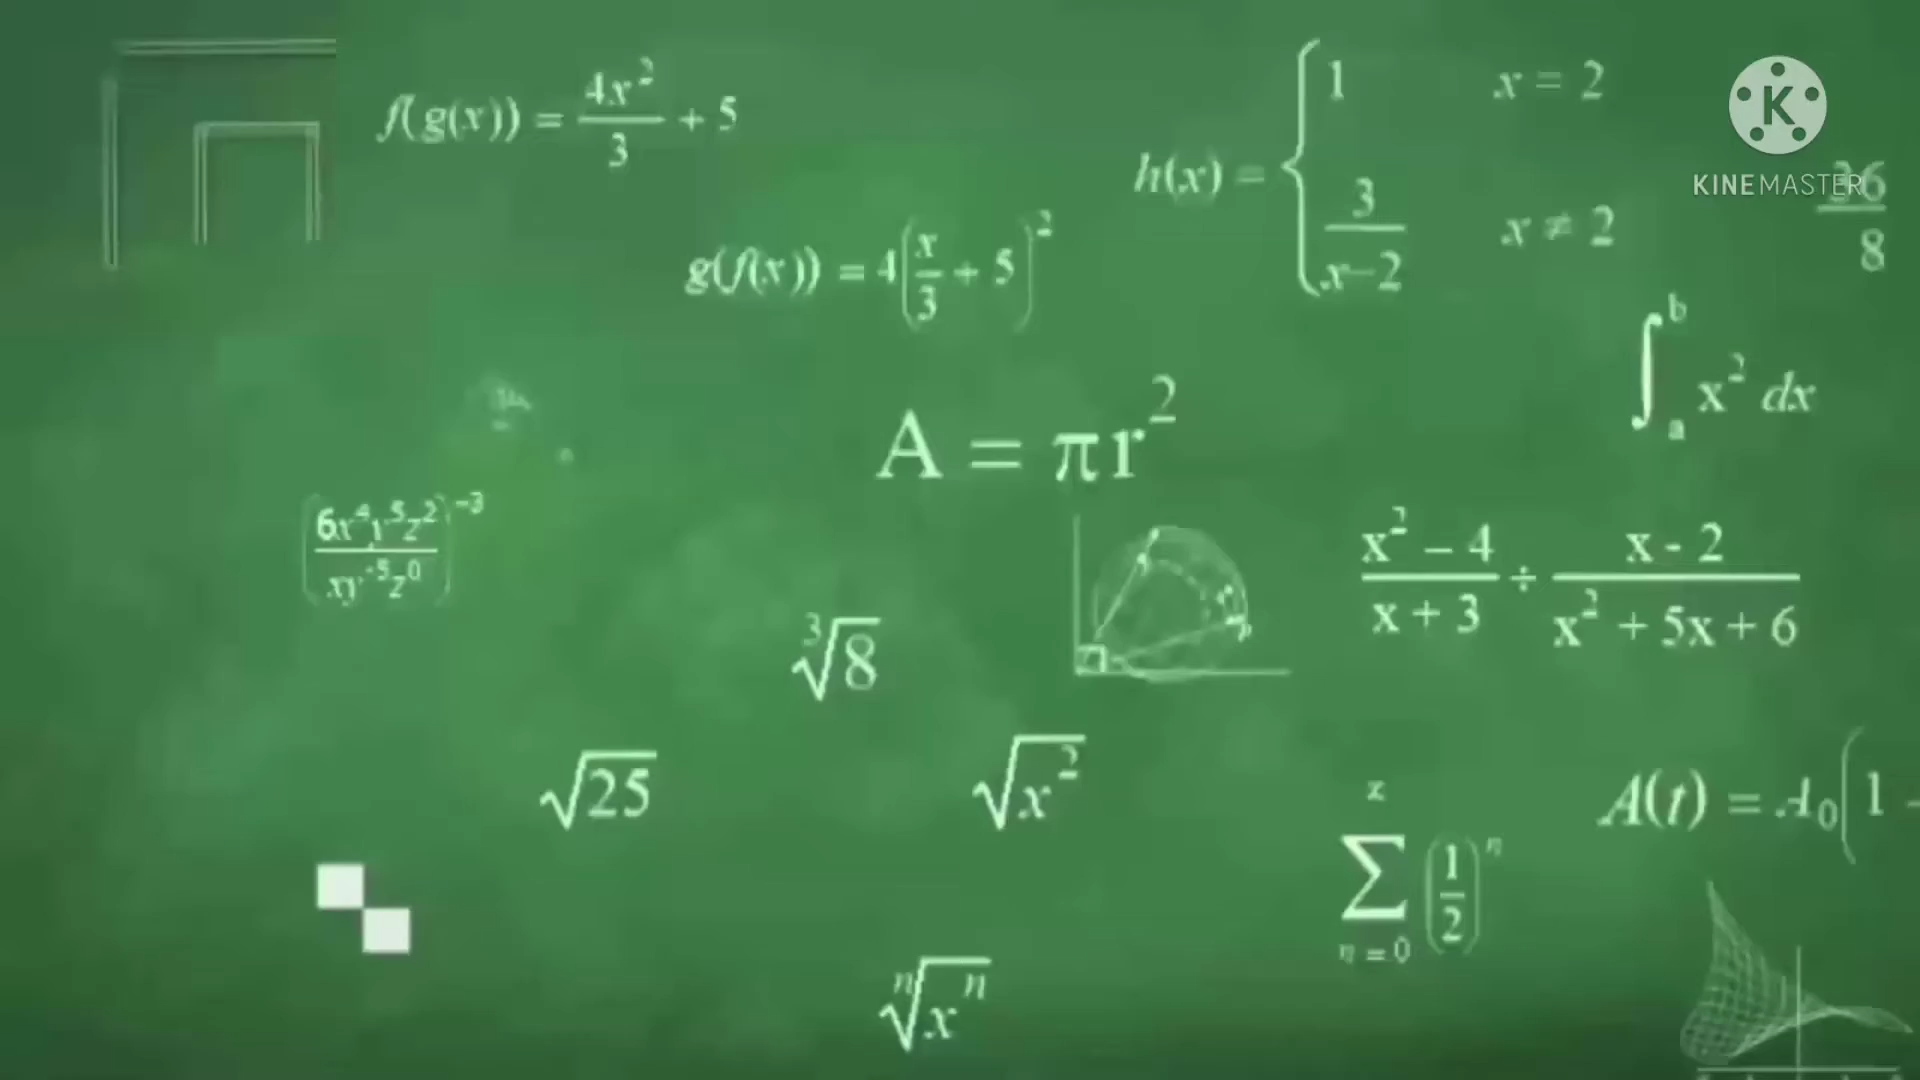 f(g(x)) = 4x²/3 + 5
h(x) = { 1 x = 2
3/(x-2) x ≠ 2
KINEMASTER
36/8
g(f(x)) = 4(x/3 + 5)²
∫ₐᵇ x² dx
A = πr²
(6x⁴y⁵z²/xy⁻⁵z⁰)⁻³
(x² – 4)/(x + 3) ÷ (x - 2)/(x² + 5x + 6)
∛8
√25
√x²
A(t) = A₀(1 -
∑ n = 0 (1/2)ⁿ
ⁿ√xⁿ